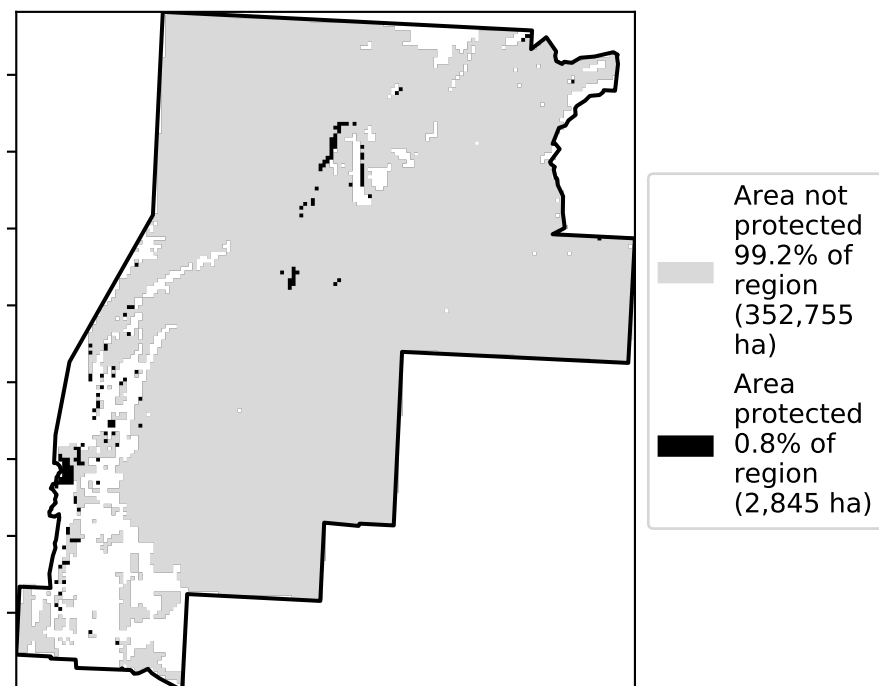 Area not
protected
99.2% of
region
(352,755
ha)
Area
protected
0.8% of
region
(2,845 ha)